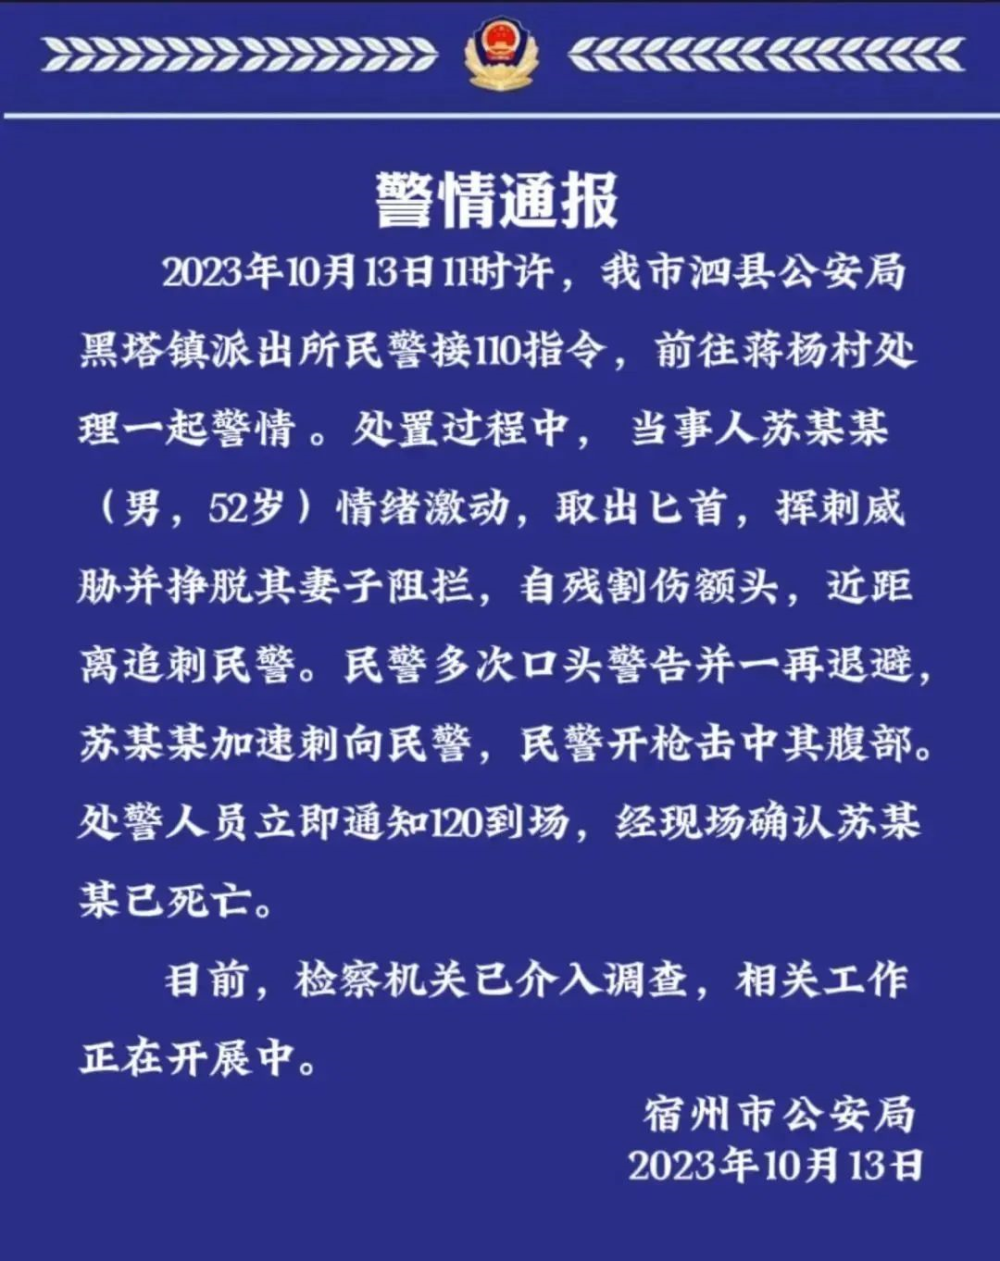 警情通报
2023年10月13日11时许，我市泗县公安局
黑塔镇派出所民警接110指令，前往蒋杨村处
理一起警情。处置过程中，当事人苏某某
（男，52岁）情绪激动，取出匕首，挥刺威
胁并挣脱其妻子阻拦，自残割伤额头，近距
离追刺民警。民警多次口头警告并一再退避，
苏某某加速刺向民警，民警开枪击中其腹部。
处警人员立即通知120到场，经现场确认苏某
某已死亡。
目前，检察机关已介入调查，相关工作
正在开展中。
宿州市公安局
2023年10月13日